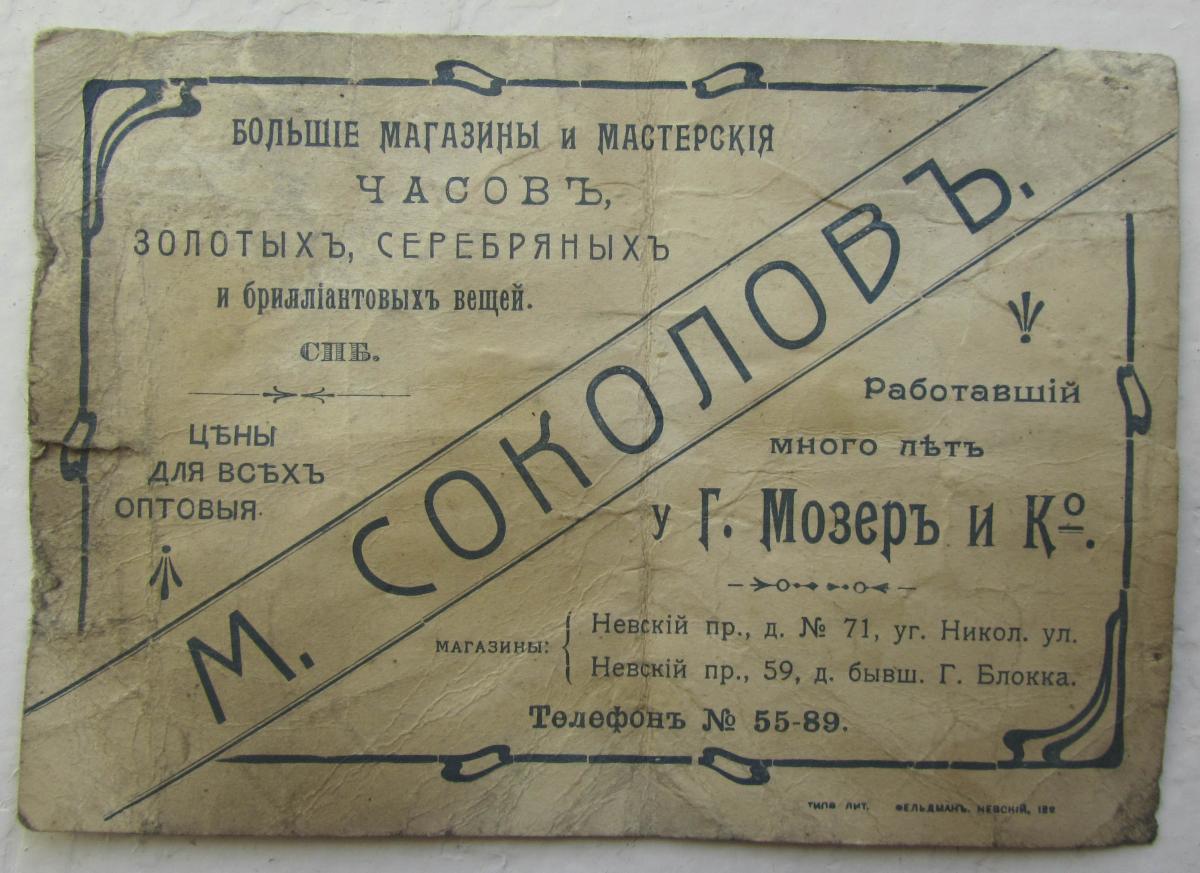 БОЛЬШІЕ МАГАЗИНЫ и МАСТЕРСКІЯ
ЧАСОВЪ,
ЗОЛОТЫХЪ, СЕРЕБРЯНЫХЪ
и брилліантовыхъ вещей.
СПБ.
ЦѢНЫ
ДЛЯ ВСѢХЪ
ОПТОВЫЯ.
М. СОКОЛОВЪ.
Работавшій
много лѣтъ
у Г. Мозеръ и Кº.
МАГАЗИНЫ:
Невскій пр., д. № 71, уг. Никол. ул.
Невскій пр., 59, д. бывш. Г. Блокка.
Телефонъ № 55-89.
ТИПО ЛИТ. ФЕЛЬДМАНЪ, НЕВСКІЙ,